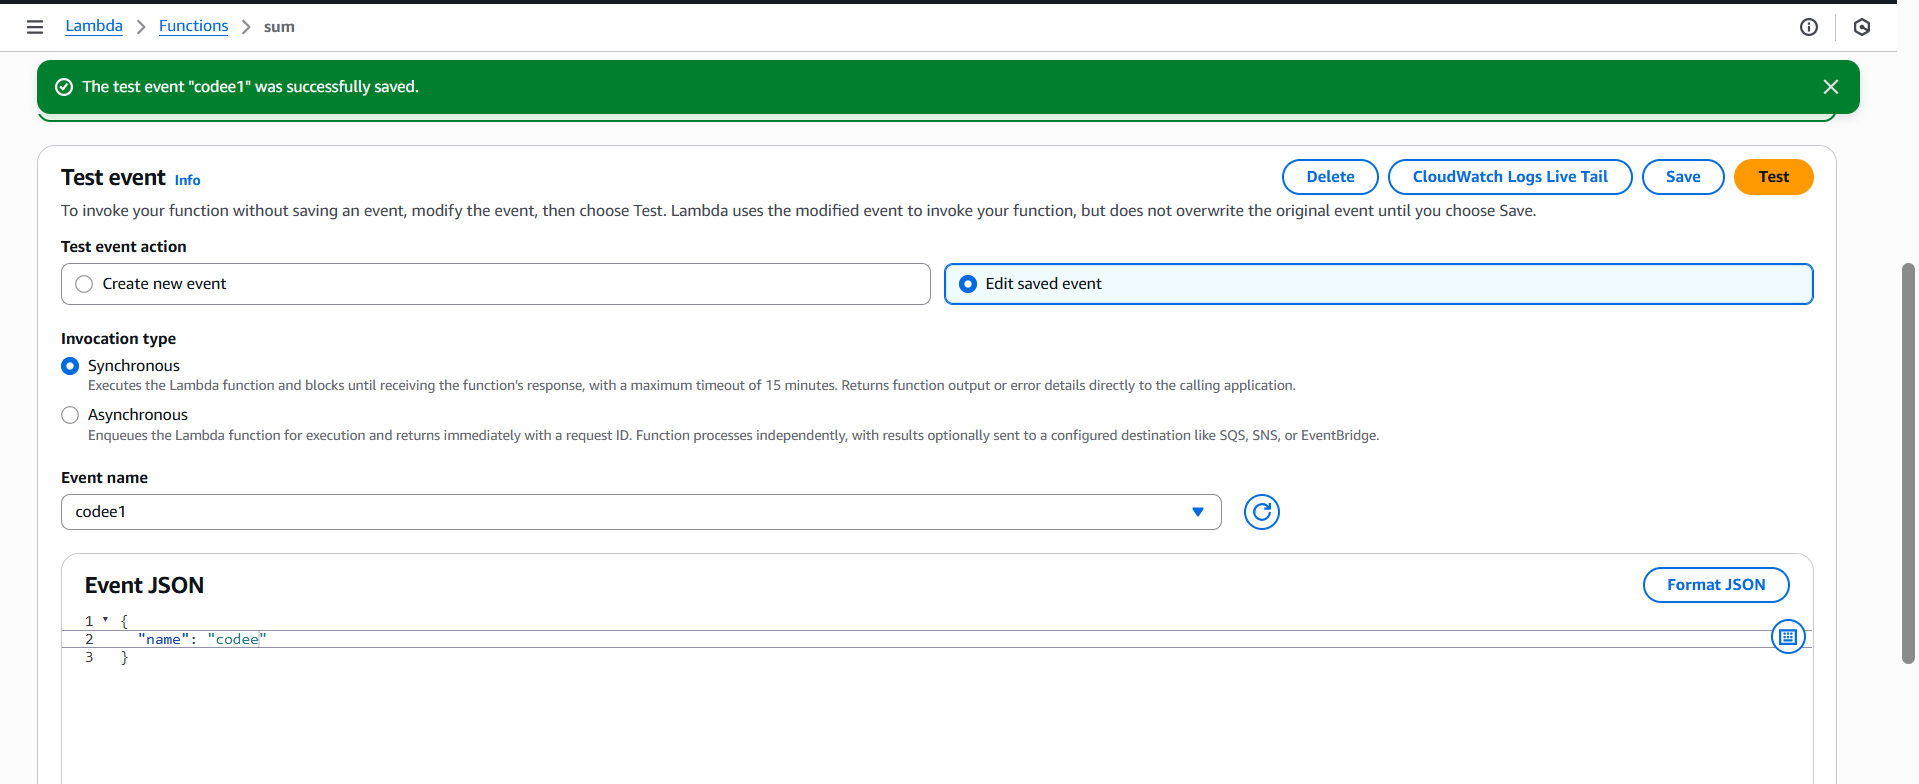 Lambda > Functions > sum
The test event "codee1" was successfully saved.
Test event Info
Delete
CloudWatch Logs Live Tail
Save
Test
To invoke your function without saving an event, modify the event, then choose Test. Lambda uses the modified event to invoke your function, but does not overwrite the original event until you choose Save.
Test event action
Create new event
Edit saved event
Invocation type
Synchronous
Executes the Lambda function and blocks until receiving the function's response, with a maximum timeout of 15 minutes. Returns function output or error details directly to the calling application.
Asynchronous
Enqueues the Lambda function for execution and returns immediately with a request ID. Function processes independently, with results optionally sent to a configured destination like SQS, SNS, or EventBridge.
Event name
codee1
Event JSON
Format JSON
1 {
2 "name": "codee"
3 }